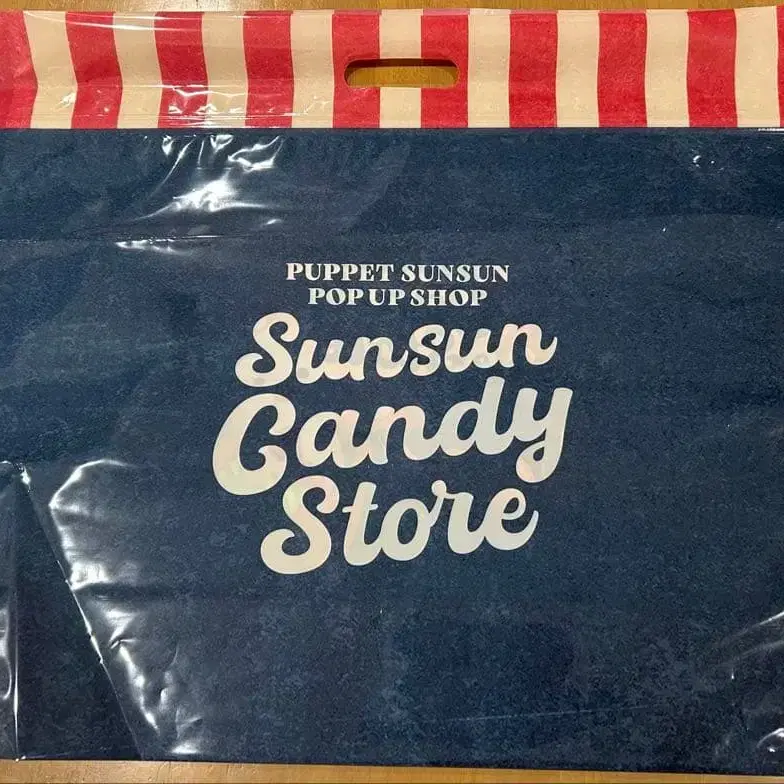 PUPPET SUNSUN
POP UP SHOP
Sunsun
Candy
Store